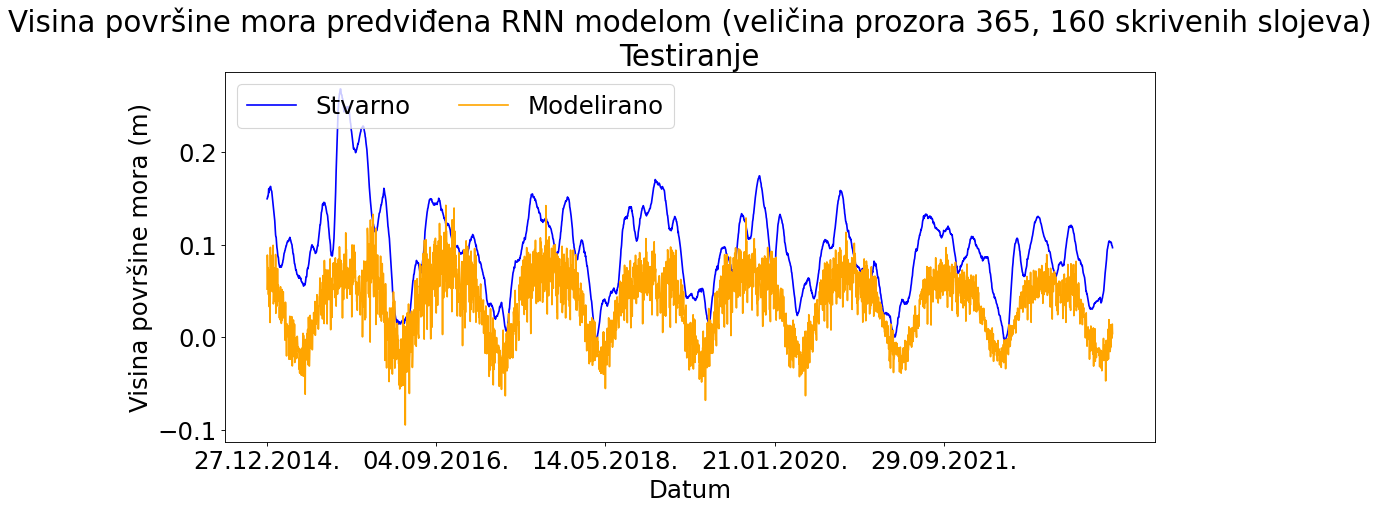 Visina površine mora predviđena RNN modelom (veličina prozora 365, 160 skrivenih slojeva)
Testiranje
Stvarno Modelirano
Visina površine mora (m)
0.2
0.1
0.0
−0.1
27.12.2014. 04.09.2016. 14.05.2018. 21.01.2020. 29.09.2021.
Datum